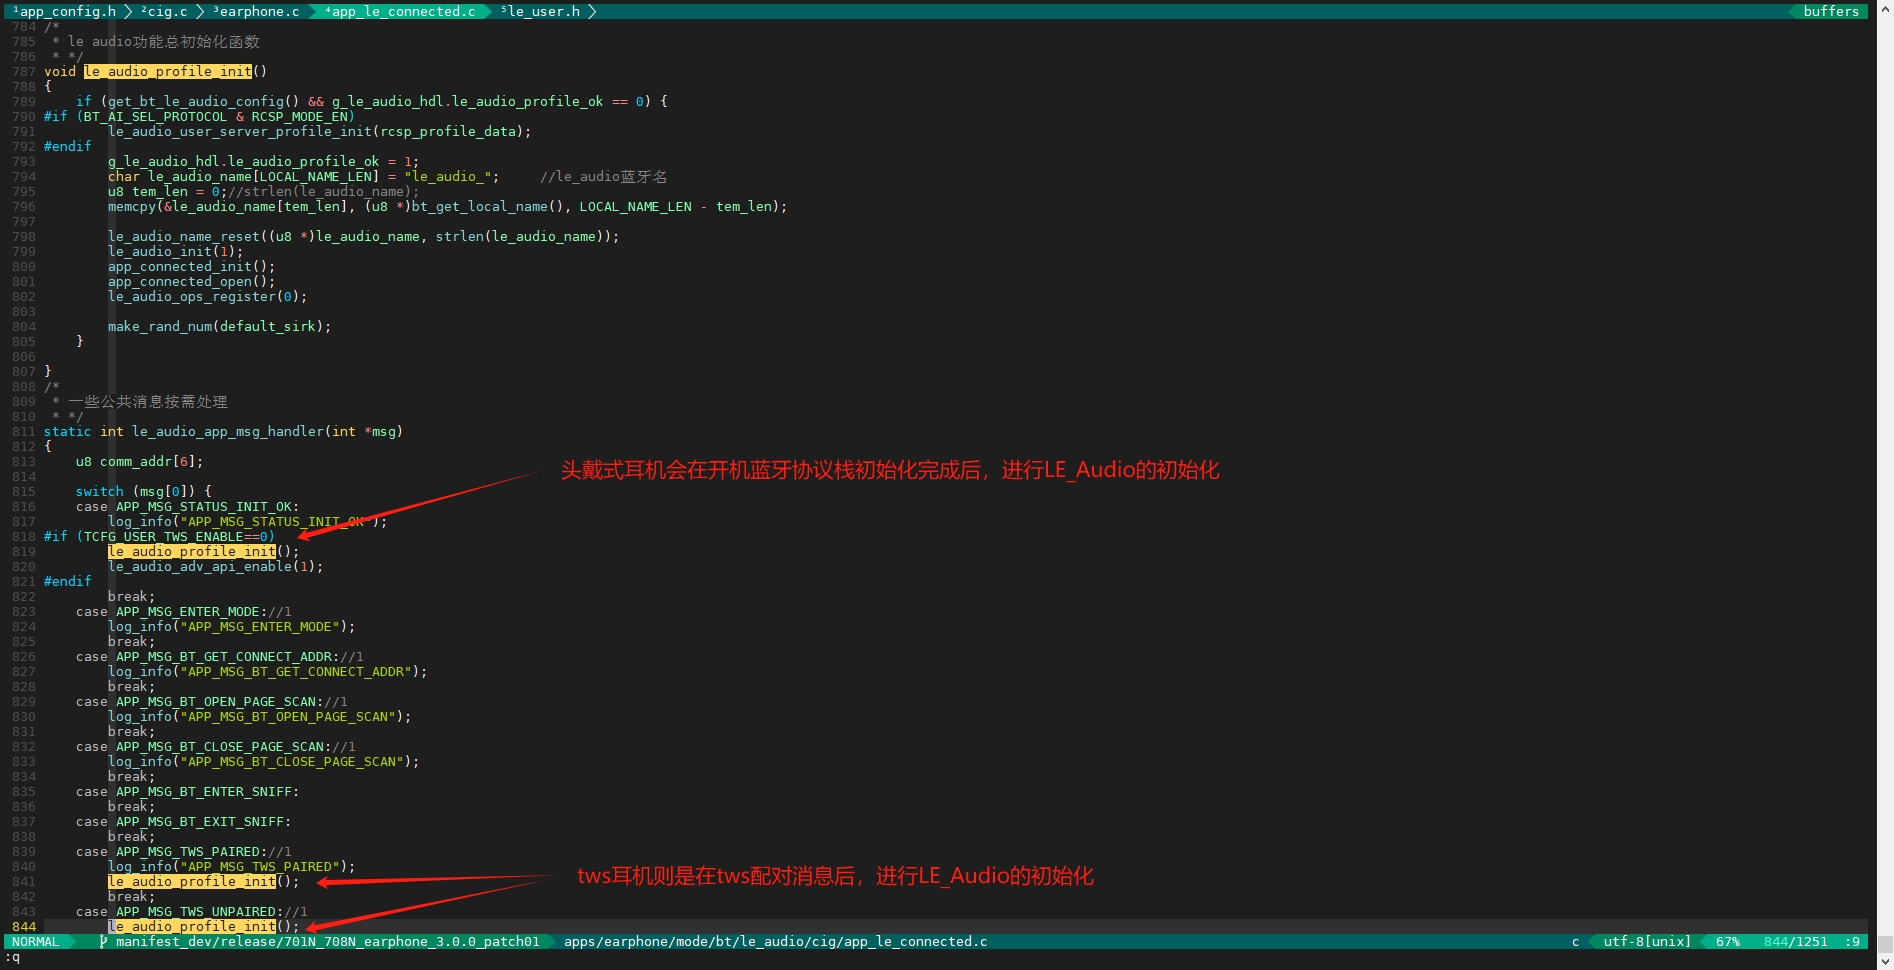 ¹app_config.h ²cig.c ³earphone.c ⁴app_le_connected.c ⁵le_user.h buffers
784 /*
785  * le audio功能总初始化函数
786  * */
787 void le_audio_profile_init()
788 {
789     if (get_bt_le_audio_config() && g_le_audio_hdl.le_audio_profile_ok == 0) {
790 #if (BT_AI_SEL_PROTOCOL & RCSP_MODE_EN)
791         le_audio_user_server_profile_init(rcsp_profile_data);
792 #endif
793         g_le_audio_hdl.le_audio_profile_ok = 1;
794         char le_audio_name[LOCAL_NAME_LEN] = "le_audio_";     //le_audio蓝牙名
795         u8 tem_len = 0;//strlen(le_audio_name);
796         memcpy(&le_audio_name[tem_len], (u8 *)bt_get_local_name(), LOCAL_NAME_LEN - tem_len);
797
798         le_audio_name_reset((u8 *)le_audio_name, strlen(le_audio_name));
799         le_audio_init(1);
800         app_connected_init();
801         app_connected_open();
802         le_audio_ops_register(0);
803
804         make_rand_num(default_sirk);
805     }
806
807 }
808 /*
809  * 一些公共消息按需处理
810  * */
811 static int le_audio_app_msg_handler(int *msg)
812 {
813     u8 comm_addr[6];
头戴式耳机会在开机蓝牙协议栈初始化完成后，进行LE_Audio的初始化
814
815     switch (msg[0]) {
816     case APP_MSG_STATUS_INIT_OK:
817         log_info("APP_MSG_STATUS_INIT_OK");
818 #if (TCFG_USER_TWS_ENABLE==0)
819         le_audio_profile_init();
820         le_audio_adv_api_enable(1);
821 #endif
822         break;
823     case APP_MSG_ENTER_MODE://1
824         log_info("APP_MSG_ENTER_MODE");
825         break;
826     case APP_MSG_BT_GET_CONNECT_ADDR://1
827         log_info("APP_MSG_BT_GET_CONNECT_ADDR");
828         break;
829     case APP_MSG_BT_OPEN_PAGE_SCAN://1
830         log_info("APP_MSG_BT_OPEN_PAGE_SCAN");
831         break;
832     case APP_MSG_BT_CLOSE_PAGE_SCAN://1
833         log_info("APP_MSG_BT_CLOSE_PAGE_SCAN");
834         break;
835     case APP_MSG_BT_ENTER_SNIFF:
836         break;
837     case APP_MSG_BT_EXIT_SNIFF:
838         break;
839     case APP_MSG_TWS_PAIRED://1
840         log_info("APP_MSG_TWS_PAIRED");
841         le_audio_profile_init();
tws耳机则是在tws配对消息后，进行LE_Audio的初始化
842         break;
843     case APP_MSG_TWS_UNPAIRED://1
844         le_audio_profile_init();
NORMAL manifest_dev/release/701N_708N_earphone_3.0.0_patch01 apps/earphone/mode/bt/le_audio/cig/app_le_connected.c c utf-8[unix] 67% 844/1251 :9
:q